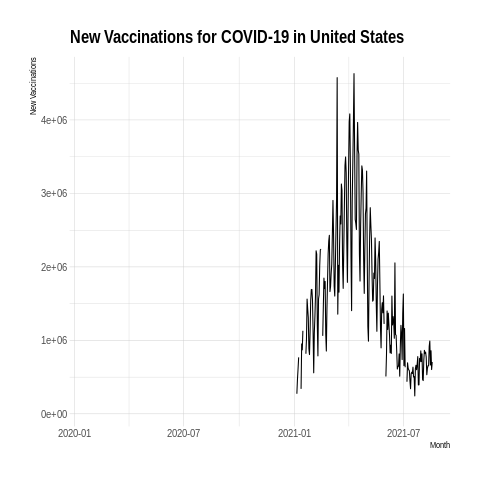 New Vaccinations for COVID-19 in United States
New Vaccinations
4e+06
3e+06
2e+06
1e+06
0e+00
2020-01 2020-07 2021-01 2021-07
Month